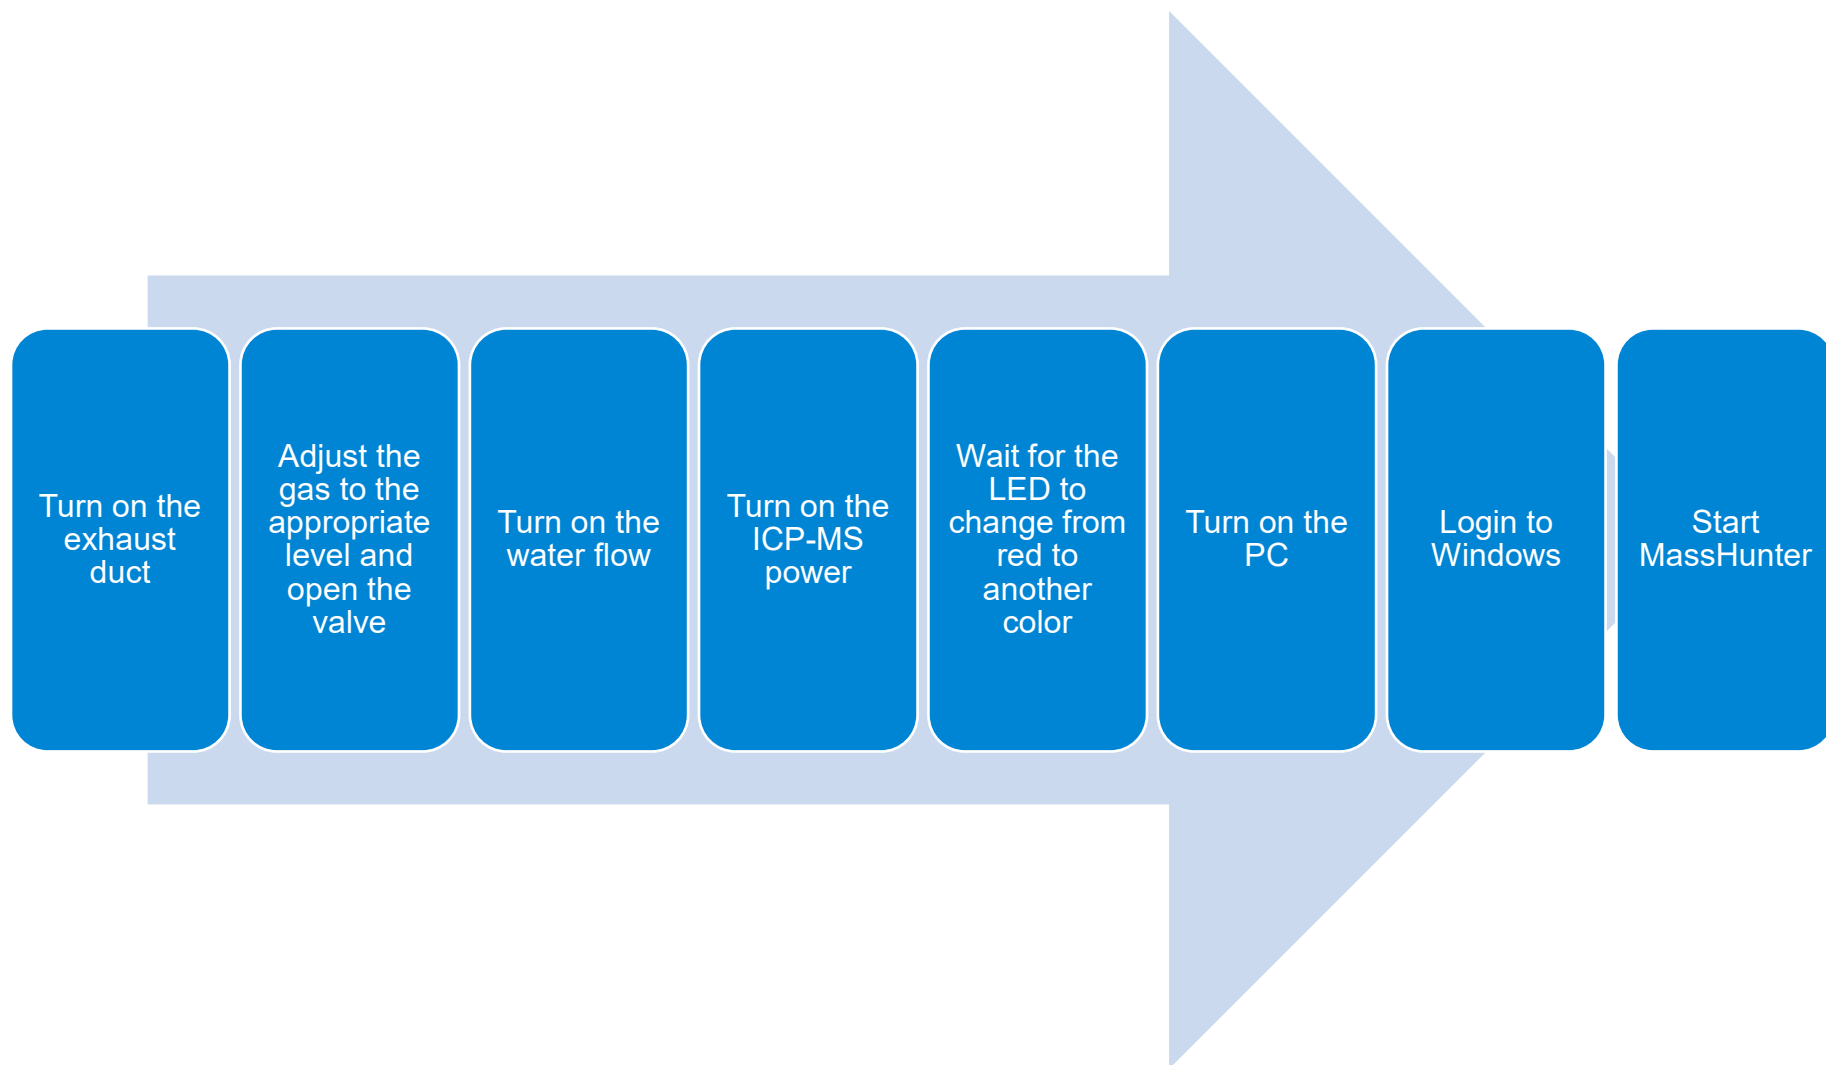 Turn on the
exhaust
duct
Adjust the
gas to the
appropriate
level and
open the
valve
Turn on the
water flow
Turn on the
ICP-MS
power
Wait for the
LED to
change from
red to
another
color
Turn on the
PC
Login to
Windows
Start
MassHunter